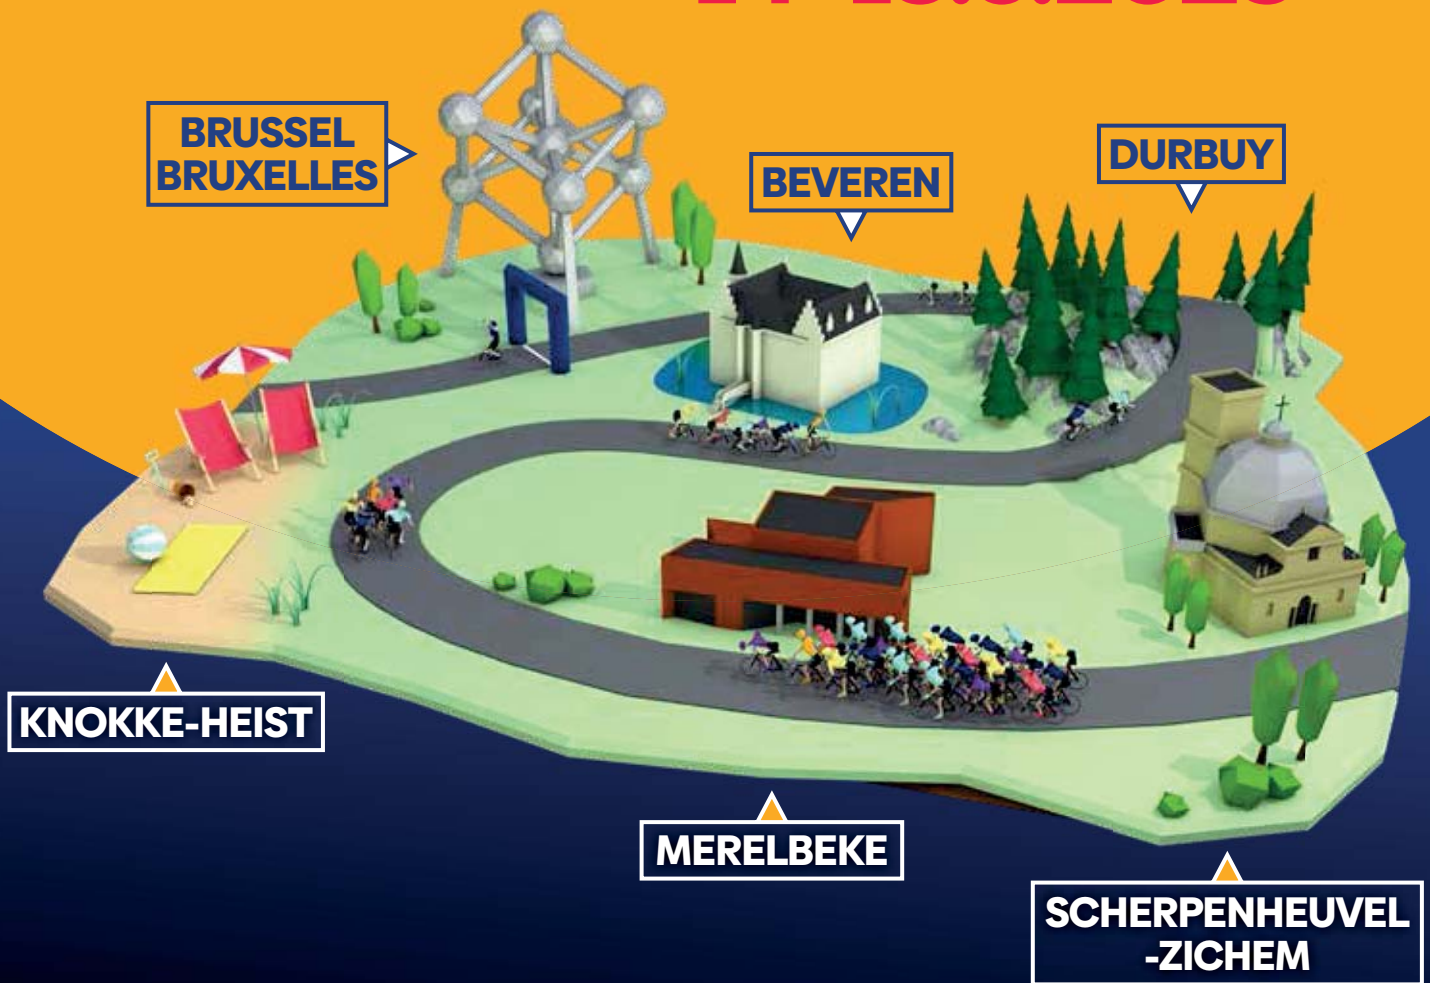 BRUSSEL
BRUXELLES
BEVEREN
DURBUY
KNOKKE-HEIST
MERELBEKE
SCHERPENHEUVEL
-ZICHEM